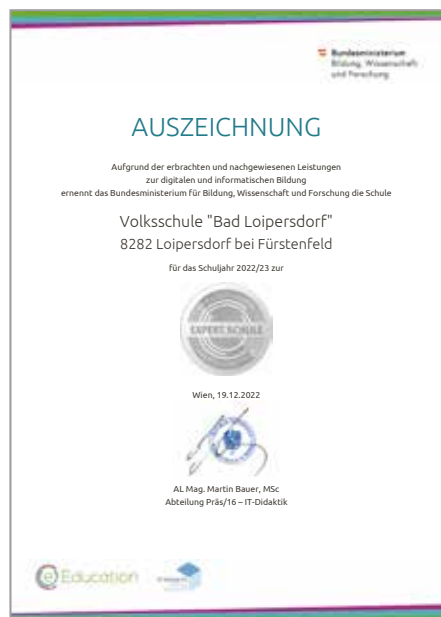 Bundesministerium
Bildung, Wissenschaft
und Forschung
AUSZEICHNUNG
Aufgrund der erbrachten und nachgewiesenen Leistungen
zur digitalen und informatischen Bildung
ernennt das Bundesministerium für Bildung, Wissenschaft und Forschung die Schule
Volksschule "Bad Loipersdorf"
8282 Loipersdorf bei Fürstenfeld
für das Schuljahr 2022/23 zur
EXPERT SCHULE
Wien, 19.12.2022
AL Mag. Martin Bauer, MSc
Abteilung Präs/16 – IT-Didaktik
eEducation